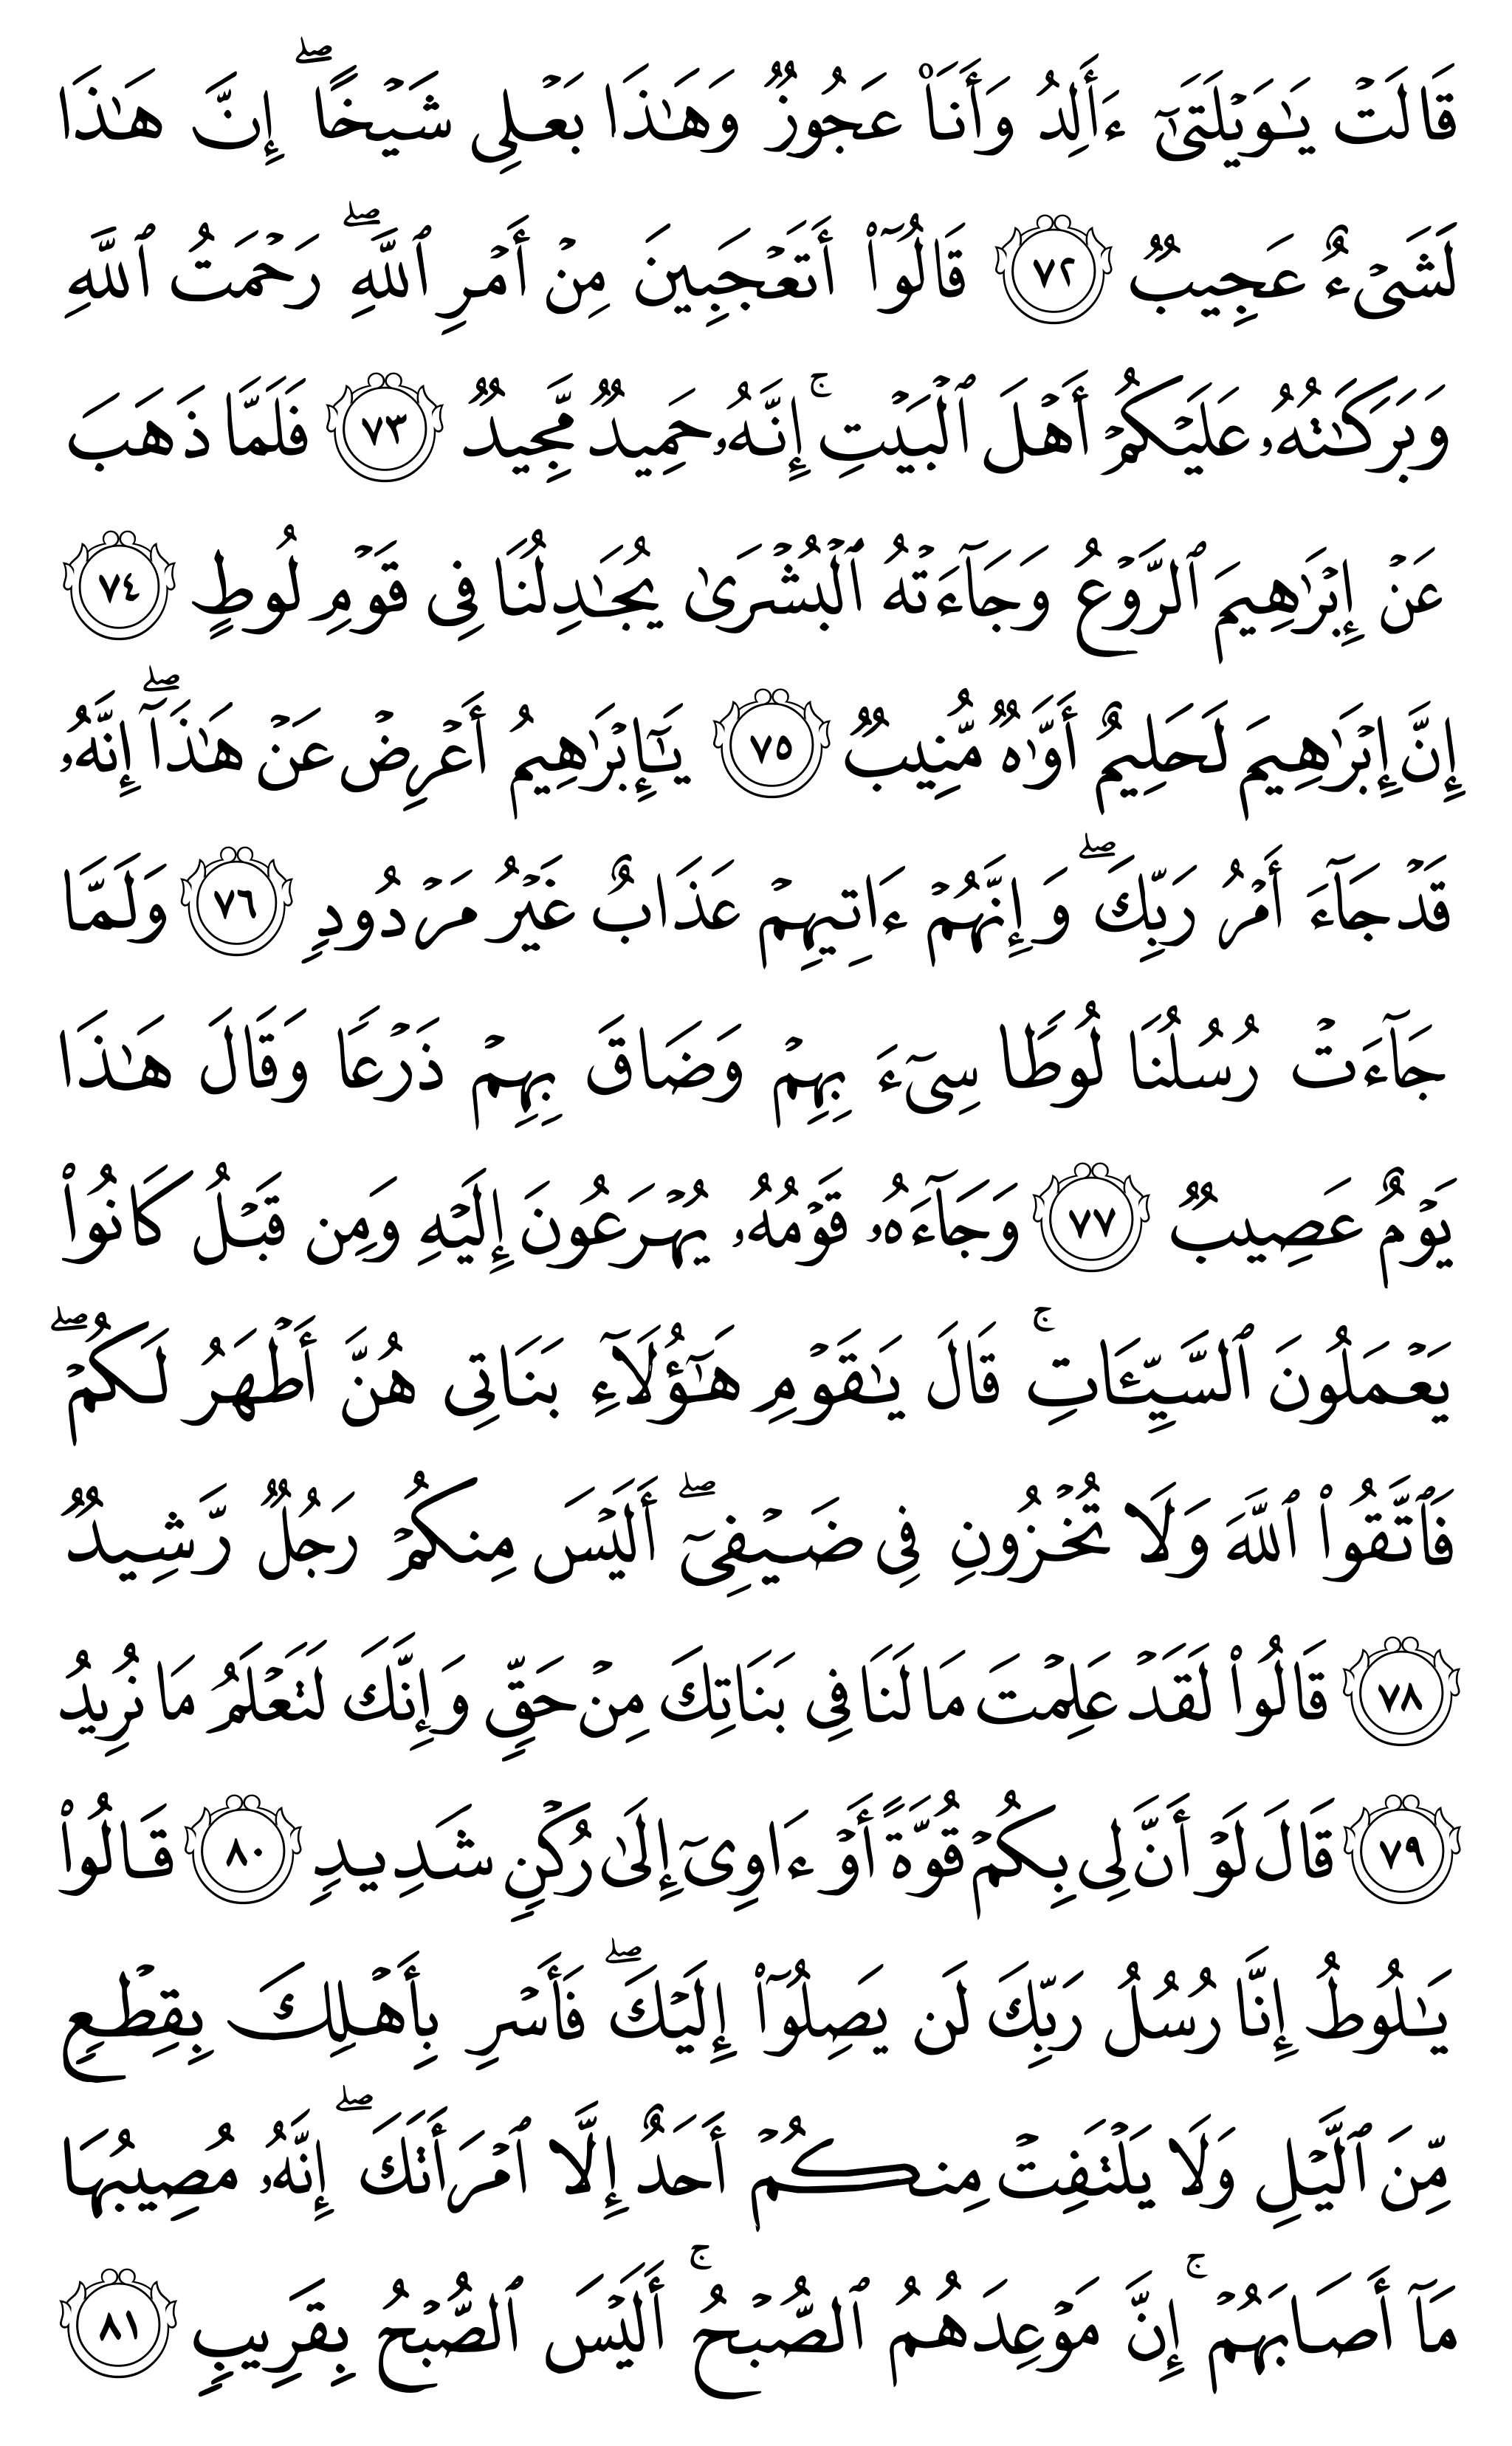 قَالَتۡ يَٰوَيۡلَتَىٰٓ ءَأَلِدُ وَأَنَا۠ عَجُوزٞ وَهَٰذَا بَعۡلِي شَيۡخًاۖ إِنَّ هَٰذَا
لَشَيۡءٌ عَجِيبٞ ٧٢ قَالُوٓاْ أَتَعۡجَبِينَ مِنۡ أَمۡرِ ٱللَّهِۖ رَحۡمَتُ ٱللَّهِ
وَبَرَكَٰتُهُۥ عَلَيۡكُمۡ أَهۡلَ ٱلۡبَيۡتِۚ إِنَّهُۥ حَمِيدٞ مَّجِيدٞ ٧٣ فَلَمَّا ذَهَبَ
عَنۡ إِبۡرَٰهِيمَ ٱلرَّوۡعُ وَجَآءَتۡهُ ٱلۡبُشۡرَىٰ يُجَٰدِلُنَا فِي قَوۡمِ لُوطٍ ٧٤
إِنَّ إِبۡرَٰهِيمَ لَحَلِيمٌ أَوَّٰهٞ مُّنِيبٞ ٧٥ يَٰٓإِبۡرَٰهِيمُ أَعۡرِضۡ عَنۡ هَٰذَآۖ إِنَّهُۥ
قَدۡ جَآءَ أَمۡرُ رَبِّكَۖ وَإِنَّهُمۡ ءَاتِيهِمۡ عَذَابٌ غَيۡرُ مَرۡدُودٖ ٧٦ وَلَمَّا
جَآءَتۡ رُسُلُنَا لُوطٗا سِيٓءَ بِهِمۡ وَضَاقَ بِهِمۡ ذَرۡعٗا وَقَالَ هَٰذَا
يَوۡمٌ عَصِيبٞ ٧٧ وَجَآءَهُۥ قَوۡمُهُۥ يُهۡرَعُونَ إِلَيۡهِ وَمِن قَبۡلُ كَانُواْ
يَعۡمَلُونَ ٱلسَّيِّـَٔاتِۚ قَالَ يَٰقَوۡمِ هَٰٓؤُلَآءِ بَنَاتِي هُنَّ أَطۡهَرُ لَكُمۡۖ
فَٱتَّقُواْ ٱللَّهَ وَلَا تُخۡزُونِ فِي ضَيۡفِيٓۖ أَلَيۡسَ مِنكُمۡ رَجُلٞ رَّشِيدٞ
٧٨ قَالُواْ لَقَدۡ عَلِمۡتَ مَا لَنَا فِي بَنَاتِكَ مِنۡ حَقّٖ وَإِنَّكَ لَتَعۡلَمُ مَا نُرِيدُ
٧٩ قَالَ لَوۡ أَنَّ لِي بِكُمۡ قُوَّةً أَوۡ ءَاوِيٓ إِلَىٰ رُكۡنٖ شَدِيدٖ ٨٠ قَالُواْ
يَٰلُوطُ إِنَّا رُسُلُ رَبِّكَ لَن يَصِلُوٓاْ إِلَيۡكَۖ فَأَسۡرِ بِأَهۡلِكَ بِقِطۡعٖ
مِّنَ ٱلَّيۡلِ وَلَا يَلۡتَفِتۡ مِنكُمۡ أَحَدٌ إِلَّا ٱمۡرَأَتَكَۖ إِنَّهُۥ مُصِيبُهَا
مَآ أَصَابَهُمۡۚ إِنَّ مَوۡعِدَهُمُ ٱلصُّبۡحُۚ أَلَيۡسَ ٱلصُّبۡحُ بِقَرِيبٖ ٨١